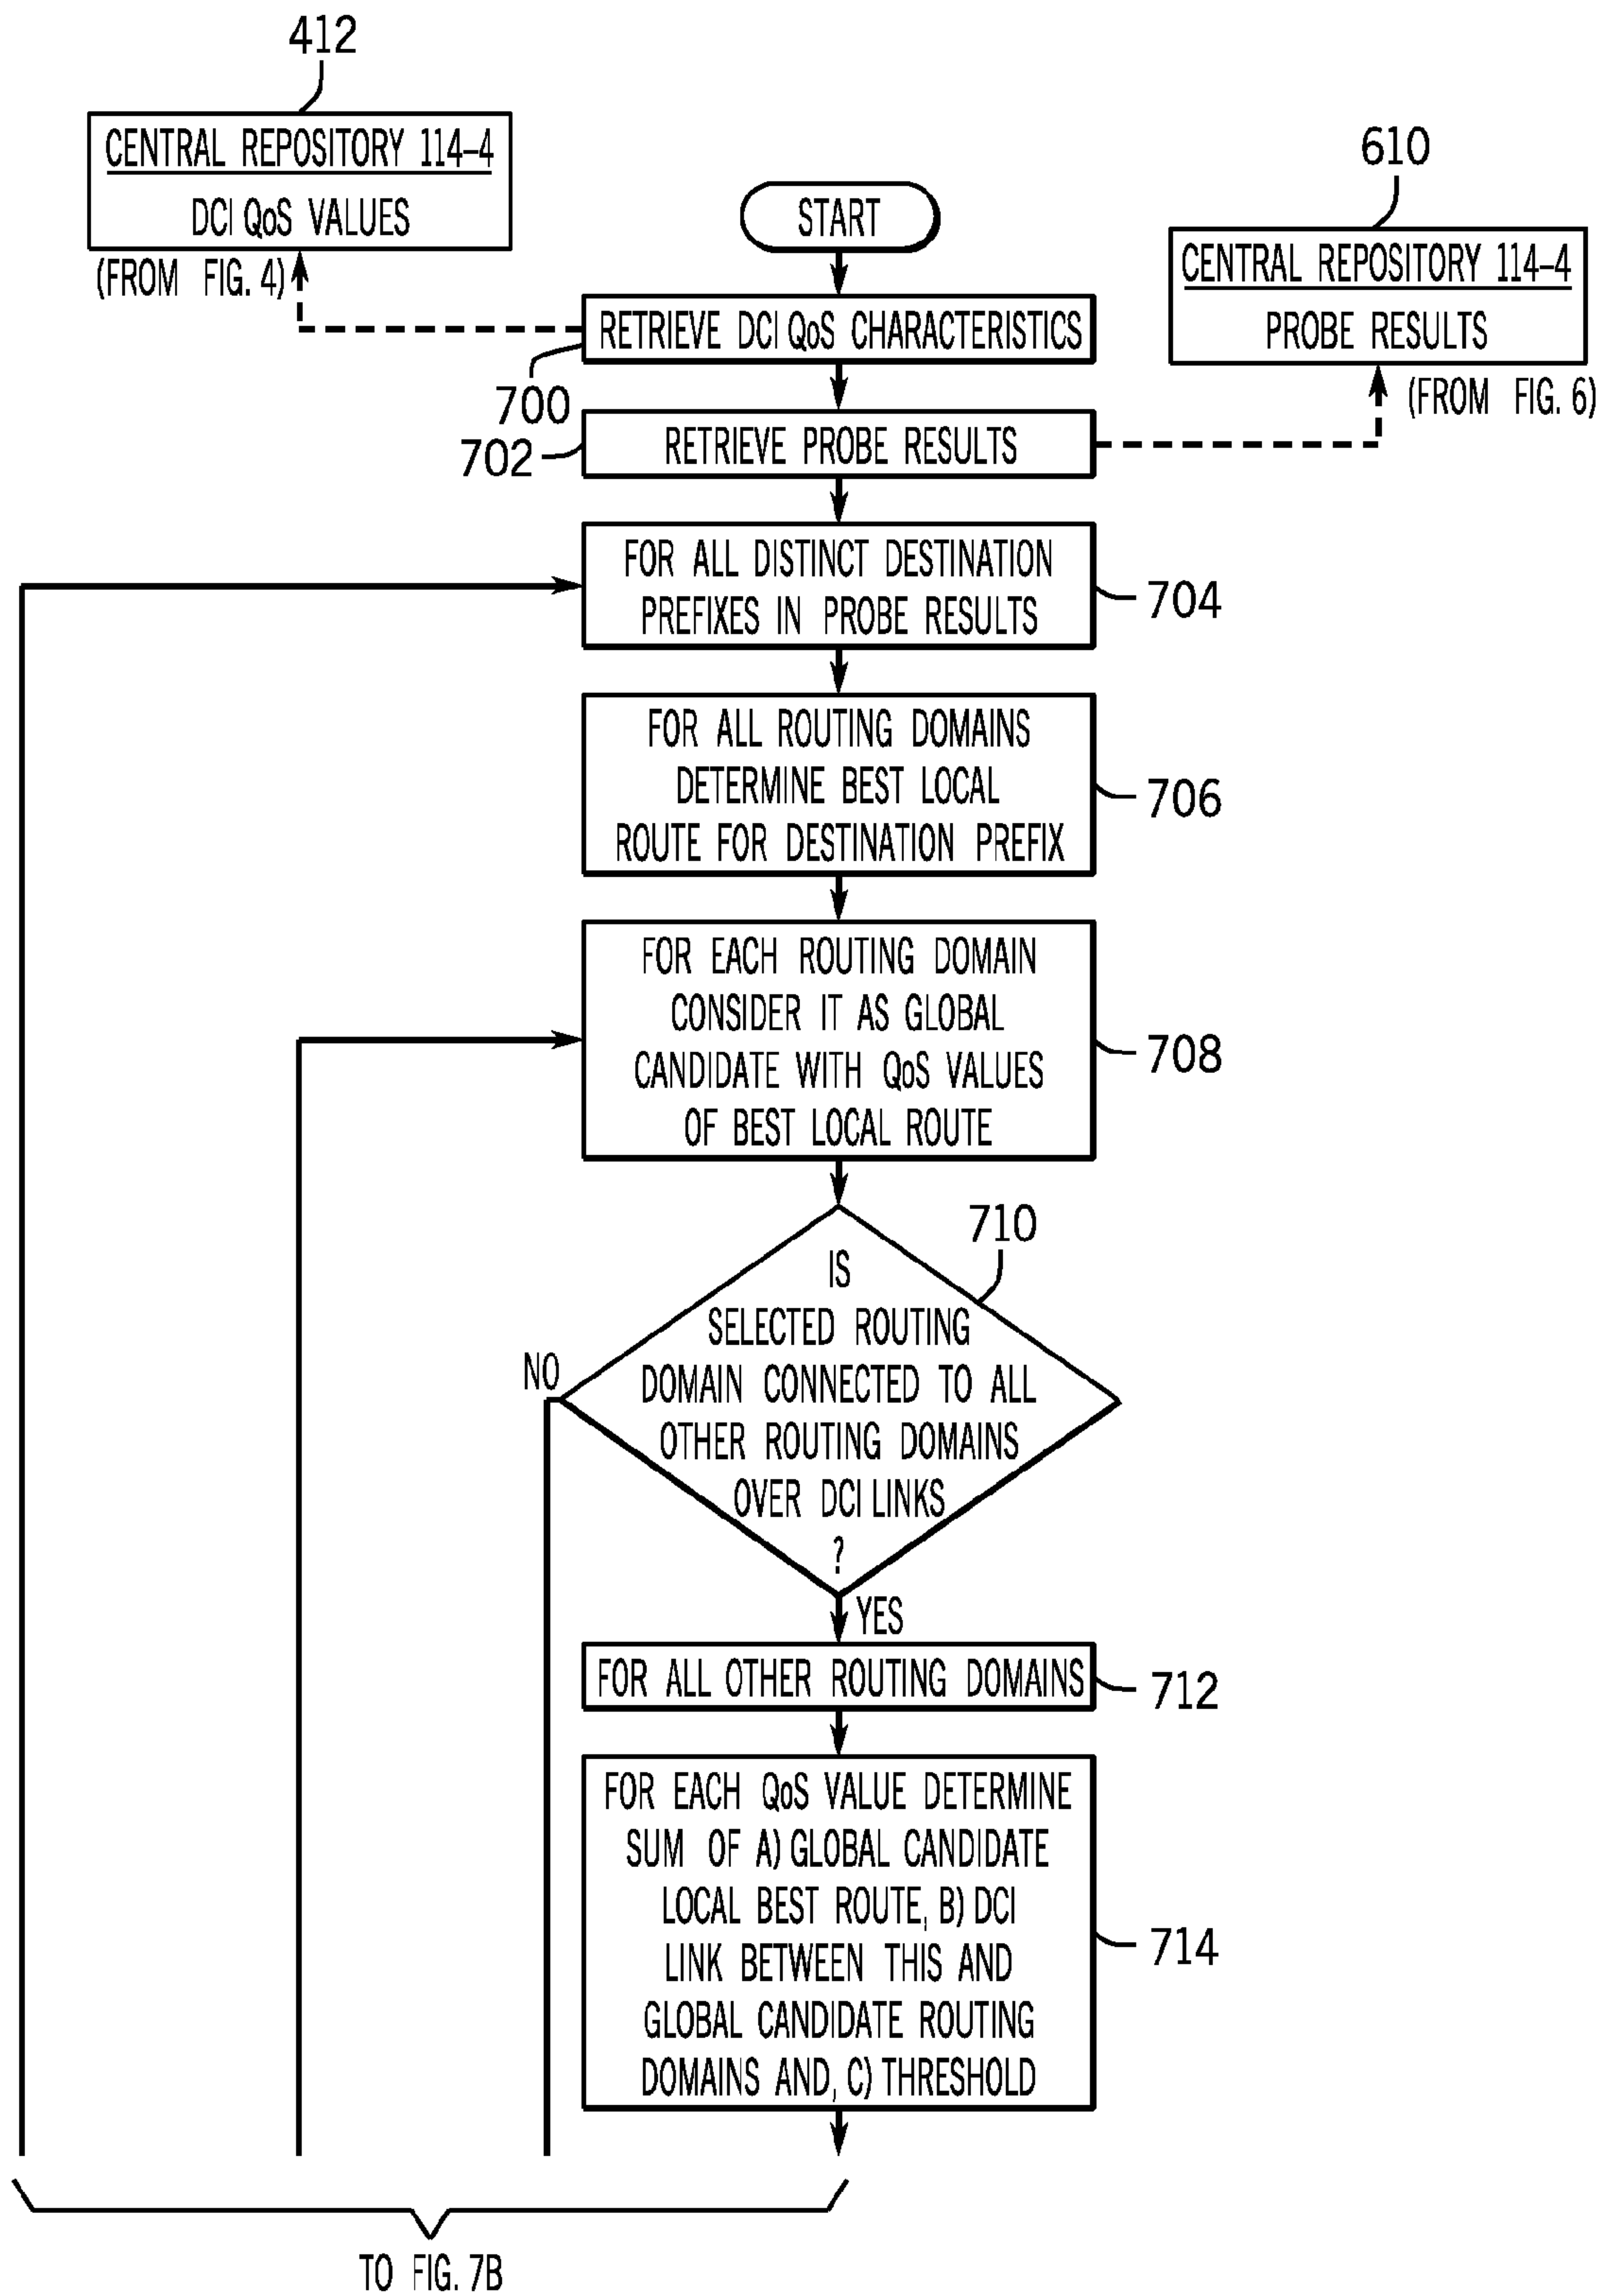 412
CENTRAL REPOSITORY 114-4
DCI QoS VALUES
(FROM FIG. 4)
610
CENTRAL REPOSITORY 114-4
PROBE RESULTS
(FROM FIG. 6)
START
RETRIEVE DCI QoS CHARACTERISTICS
700
702
RETRIEVE PROBE RESULTS
FOR ALL DISTINCT DESTINATION
PREFIXES IN PROBE RESULTS
704
FOR ALL ROUTING DOMAINS
DETERMINE BEST LOCAL
ROUTE FOR DESTINATION PREFIX
706
FOR EACH ROUTING DOMAIN
CONSIDER IT AS GLOBAL
CANDIDATE WITH QoS VALUES
OF BEST LOCAL ROUTE
708
710
IS
SELECTED ROUTING
DOMAIN CONNECTED TO ALL
OTHER ROUTING DOMAINS
OVER DCI LINKS
?
NO
YES
FOR ALL OTHER ROUTING DOMAINS
712
FOR EACH QoS VALUE DETERMINE
SUM OF A) GLOBAL CANDIDATE
LOCAL BEST ROUTE, B) DCI
LINK BETWEEN THIS AND
GLOBAL CANDIDATE ROUTING
DOMAINS AND, C) THRESHOLD
714
TO FIG. 7B